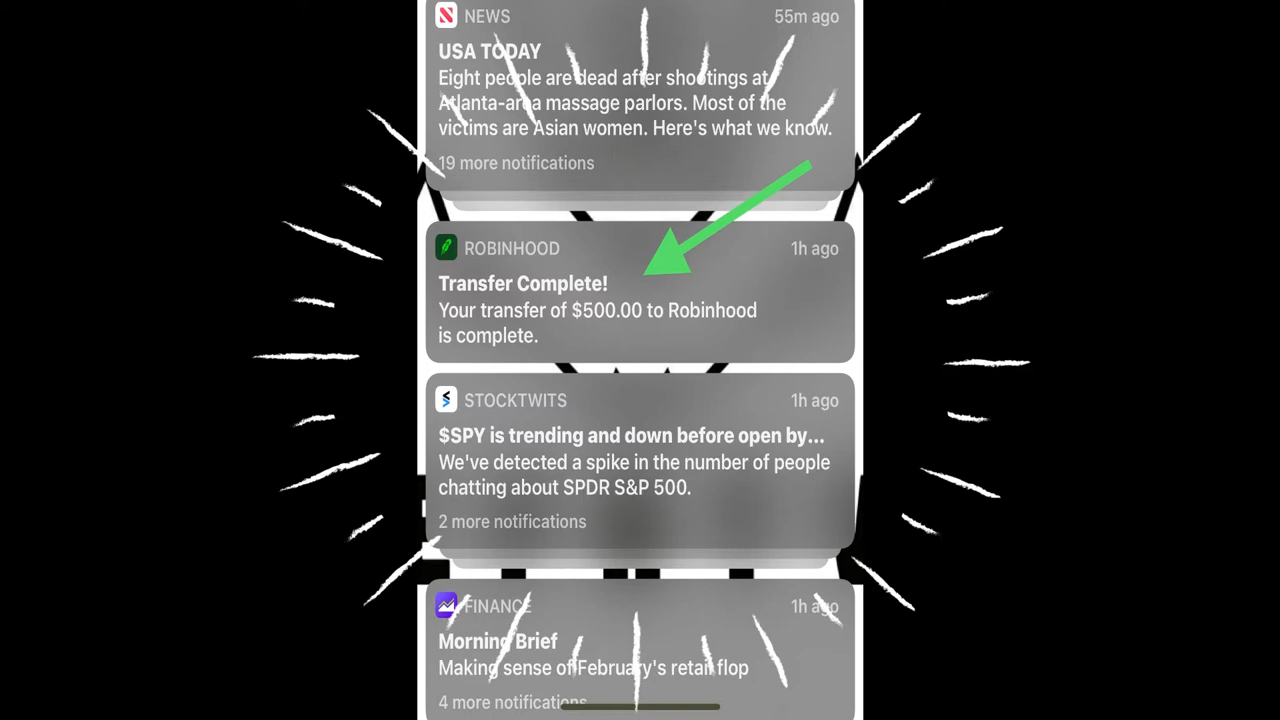 NEWS 55m ago
USA TODAY
Eight people are dead after shootings at
Atlanta-area massage parlors. Most of the
victims are Asian women. Here's what we know.
19 more notifications
ROBINHOOD 1h ago
Transfer Complete!
Your transfer of $500.00 to Robinhood
is complete.
STOCKTWITS 1h ago
$SPY is trending and down before open by...
We've detected a spike in the number of people
chatting about SPDR S&P 500.
2 more notifications
FINANCE 1h ago
Morning Brief
Making sense of February's retail flop
4 more notifications